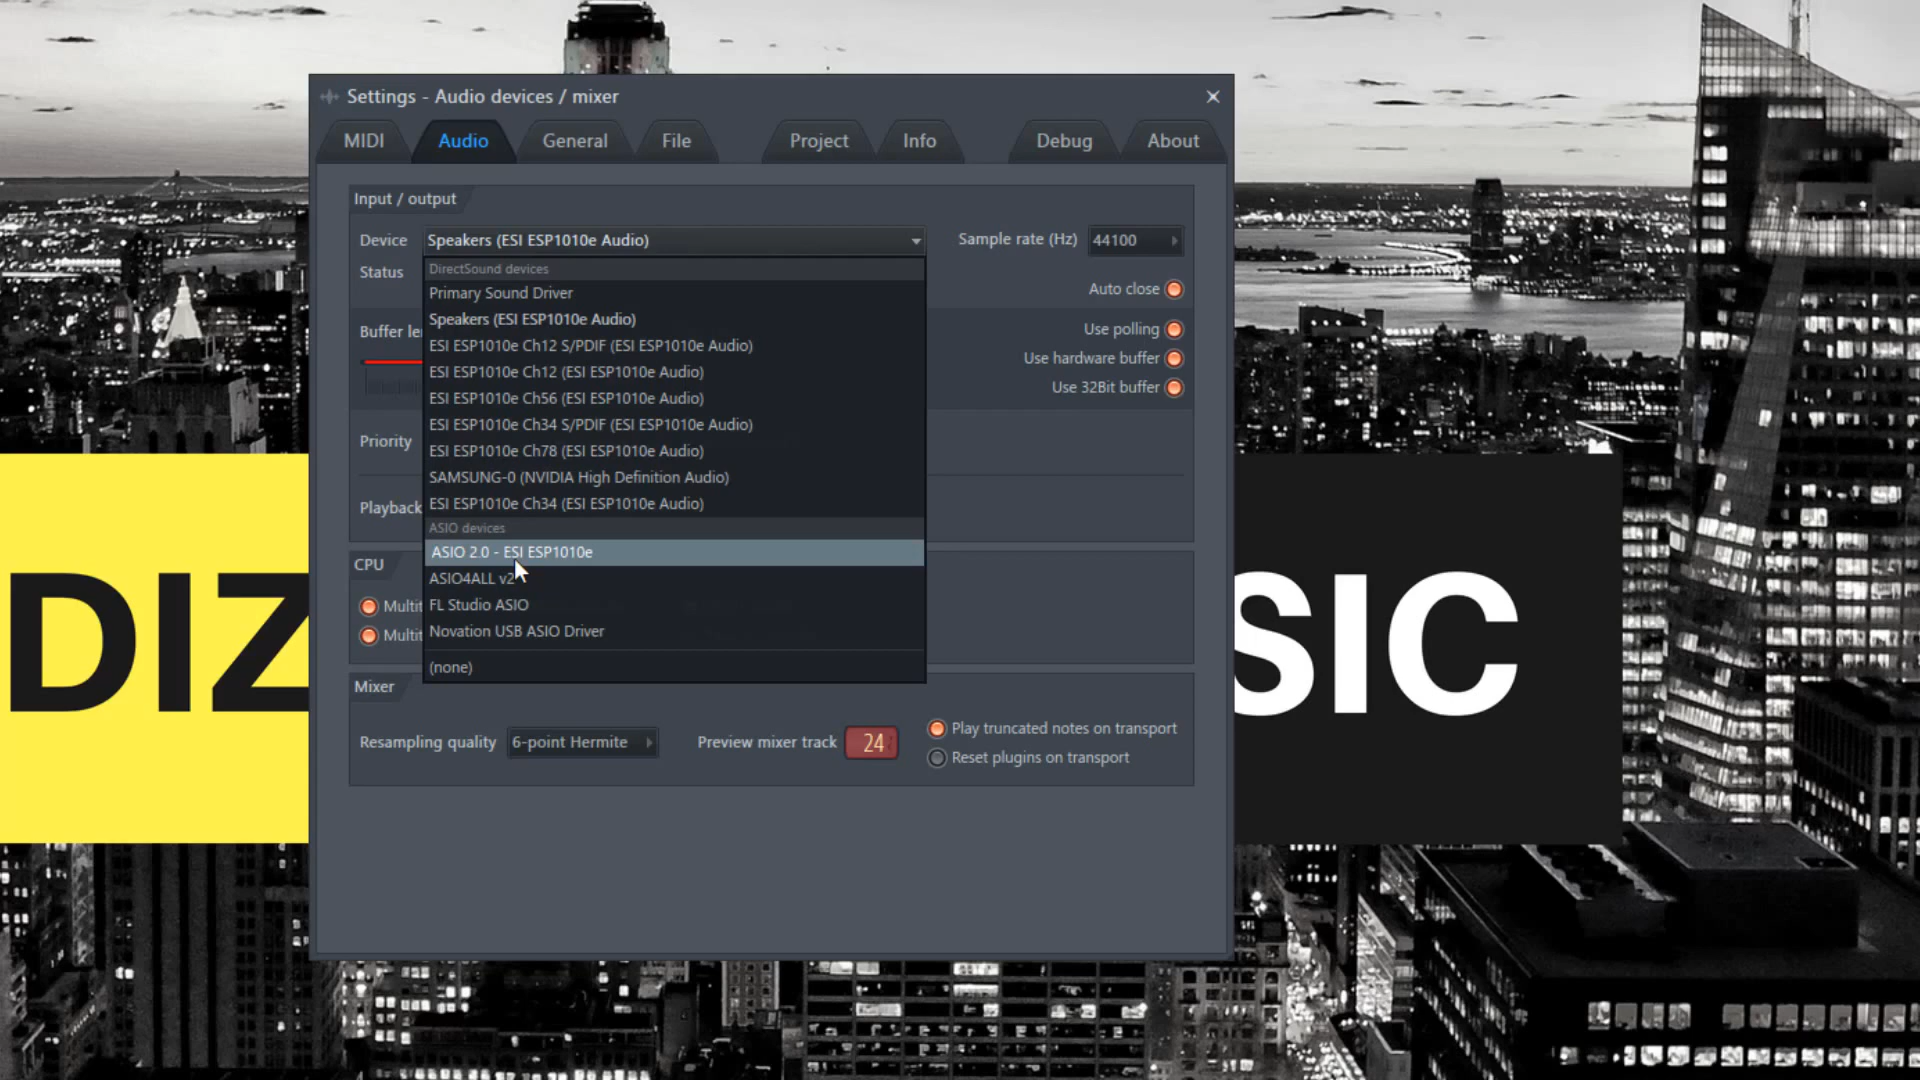 Settings - Audio devices / mixer
MIDI
Audio
General
File
Project
Info
Debug
About
Input / output
Device
Speakers (ESI ESP1010e Audio)
Sample rate (Hz)
44100
Status
DirectSound devices
Primary Sound Driver
Auto close
Speakers (ESI ESP1010e Audio)
Buffer le
Use polling
ESI ESP1010e Ch12 S/PDIF (ESI ESP1010e Audio)
Use hardware buffer
ESI ESP1010e Ch12 (ESI ESP1010e Audio)
Use 32Bit buffer
ESI ESP1010e Ch56 (ESI ESP1010e Audio)
ESI ESP1010e Ch34 S/PDIF (ESI ESP1010e Audio)
Priority
ESI ESP1010e Ch78 (ESI ESP1010e Audio)
SAMSUNG-0 (NVIDIA High Definition Audio)
Playback
ESI ESP1010e Ch34 (ESI ESP1010e Audio)
ASIO devices
ASIO 2.0 - ESI ESP1010e
CPU
ASIO4ALL v2
Multit
FL Studio ASIO
Multit
Novation USB ASIO Driver
(none)
Mixer
Resampling quality
6-point Hermite
Preview mixer track
24
Play truncated notes on transport
Reset plugins on transport
DIZ
SIC